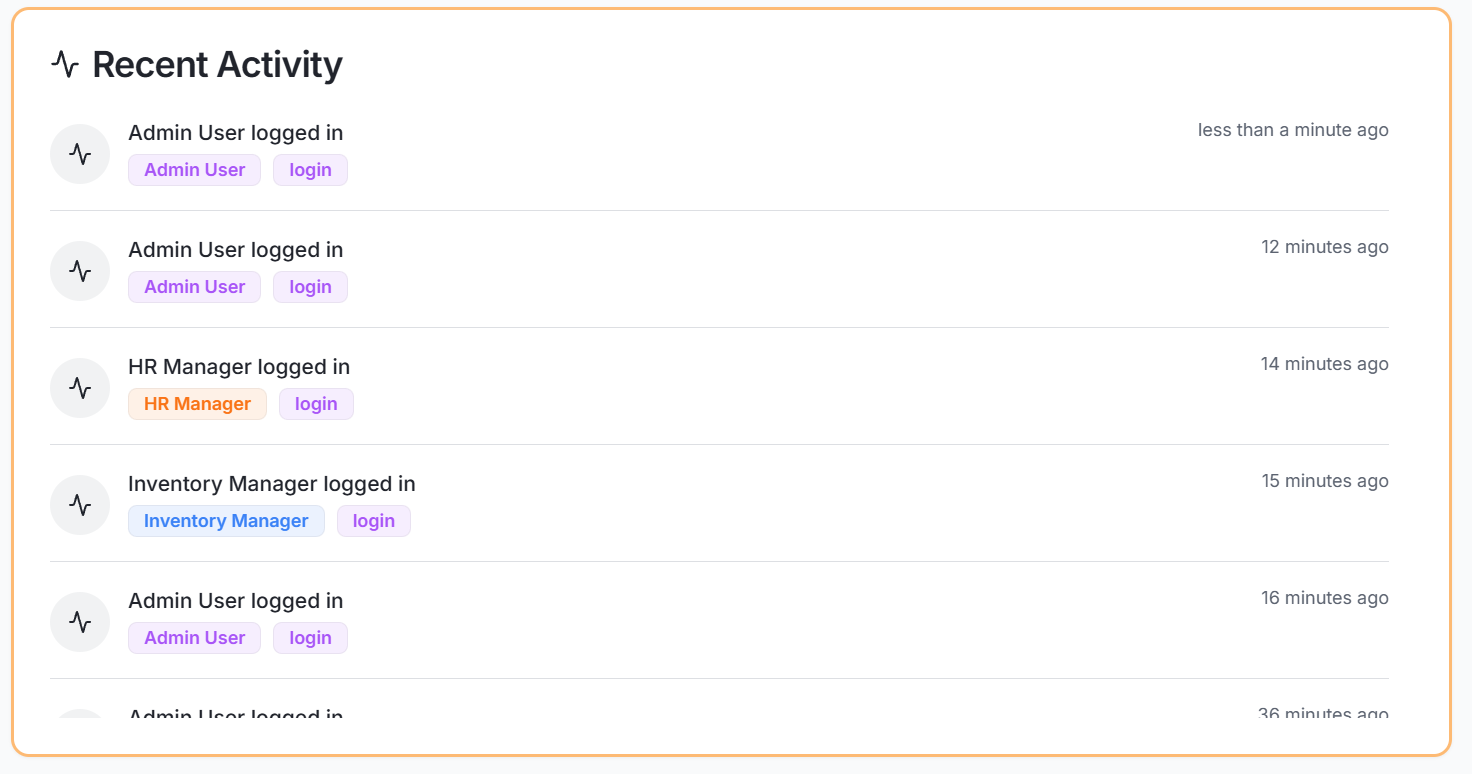 Recent Activity
Admin User logged in
less than a minute ago
Admin User login
Admin User logged in
12 minutes ago
Admin User login
HR Manager logged in
14 minutes ago
HR Manager login
Inventory Manager logged in
15 minutes ago
Inventory Manager login
Admin User logged in
16 minutes ago
Admin User login
Admin User logged in
36 minutes ago